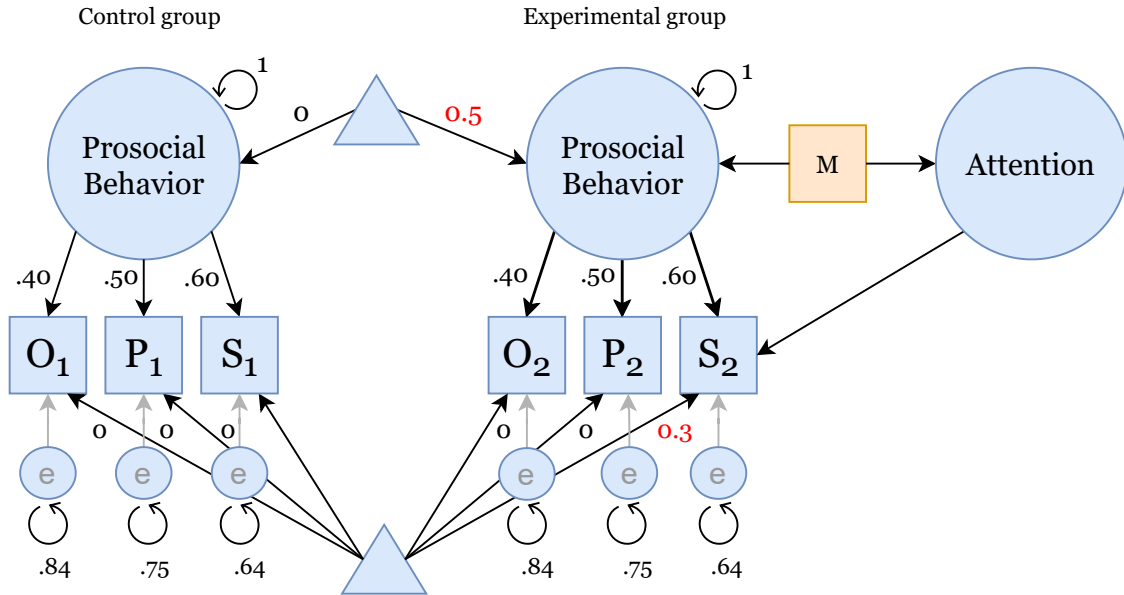 Control group
Experimental group
1
1
0
0.5
Prosocial
Behavior
Prosocial
Behavior
M
Attention
.40
.50
.60
.40
.50
.60
O1
P1
S1
O2
P2
S2
0
0
0
0
0
0.3
e
e
e
e
e
e
.84
.75
.64
.84
.75
.64